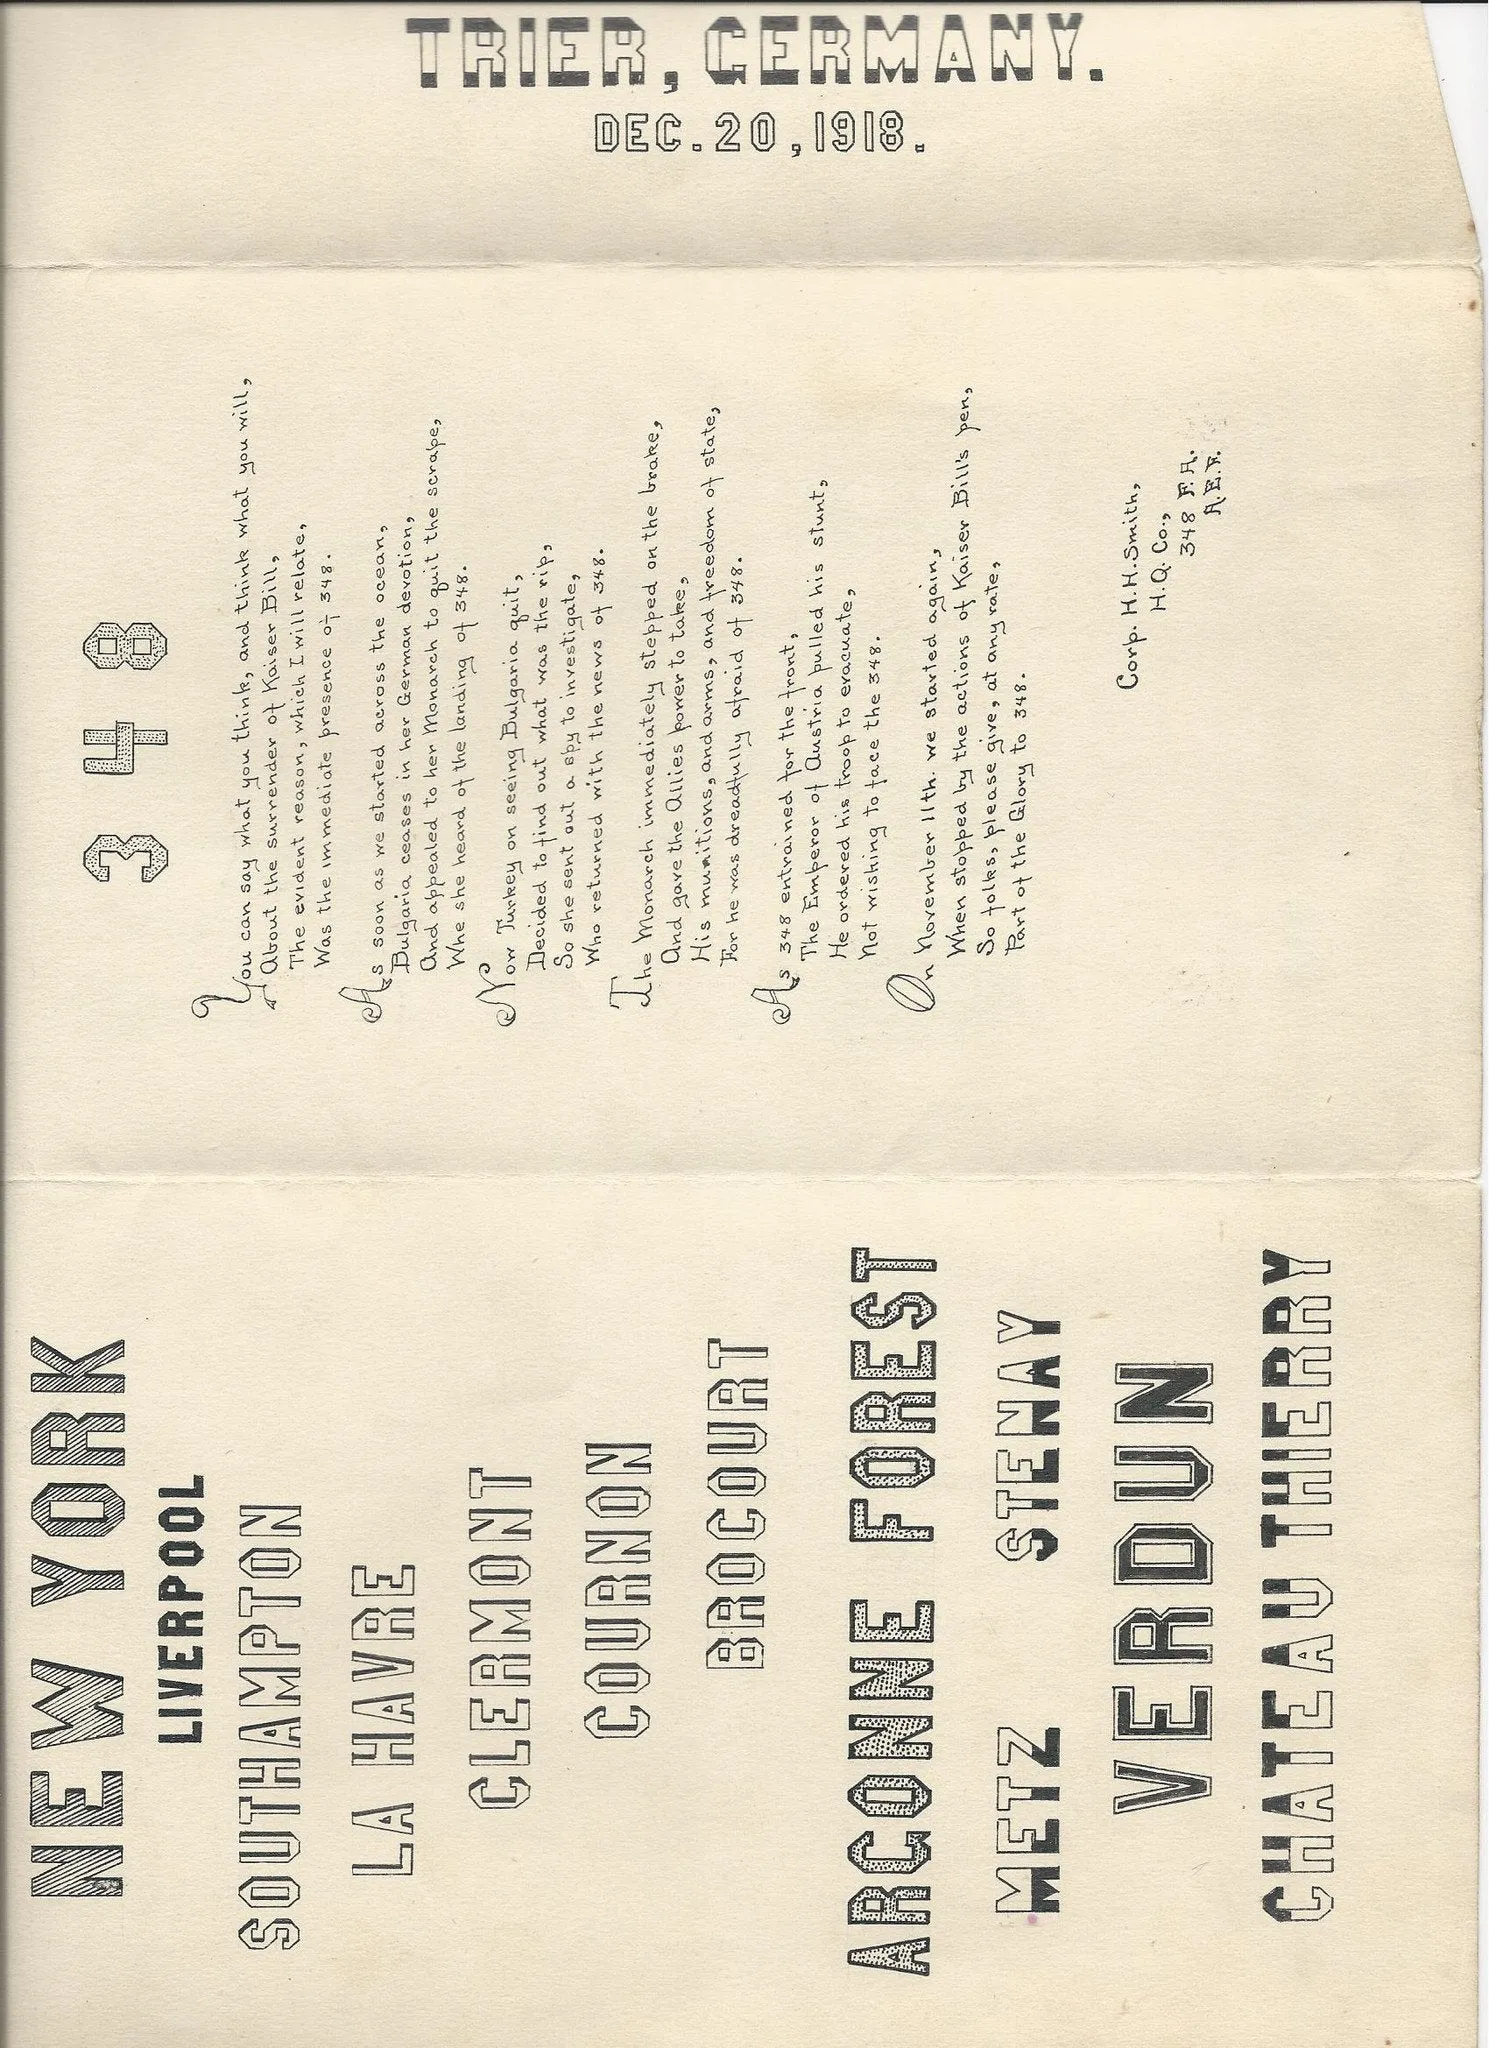 TRIER, GERMANY.
DEC. 20, 1918.
348
You can say what you think, and think what you will,
About the surrender of Kaiser Bill,
The evident reason, which I will relate,
Was the immediate presence of 348.
As soon as we started across the ocean,
Bulgaria ceases in her German devotion,
And appealed to her Monarch to quit the scrape,
Whe she heard of the landing of 348.
Now Turkey on seeing Bulgaria quit,
Decided to find out what was the rip,
So she sent out a spy to investigate,
Who returned with the news of 348.
The Monarch immediately stepped on the brake,
And gave the Allies power to take,
His munitions, and arms, and freedom of state,
For he was dreadfully afraid of 348.
As 348 entrained for the front,
The Emperor of Austria pulled his stunt,
He ordered his troop to evacuate,
Not wishing to face the 348.
On November 11th. we started again,
When stopped by the actions of Kaiser Bill's pen,
So folks, please give, at any rate,
Part of the Glory to 348.
Corp. H.H. Smith,
H.Q. Co.,
348 F.A.
A.E.F.
NEW YORK
LIVERPOOL
SOUTHAMPTON
LA HAVRE
CLERMONT
COURNON
BROCOURT
ARGONNE FOREST
METZ STENAY
VERDUN
CHATEAU THIERRY